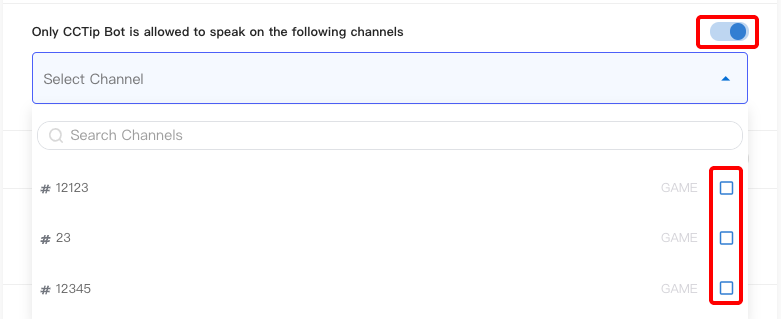 Only CCTip Bot is allowed to speak on the following channels
Select Channel
Search Channels
# 12123 GAME
# 23 GAME
# 12345 GAME